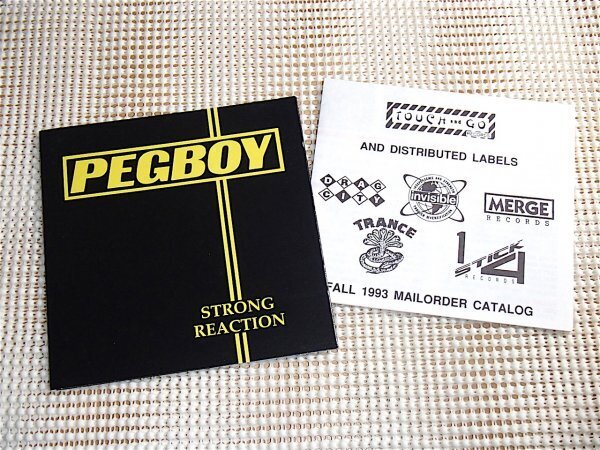 PEGBOY
STRONG
REACTION
TOUCH AND GO
AND DISTRIBUTED LABELS
DRAG
CITY
invisible
MERGE
RECORDS
TRANCE
1/4 STICK
RECORDS
FALL 1993 MAILORDER CATALOG